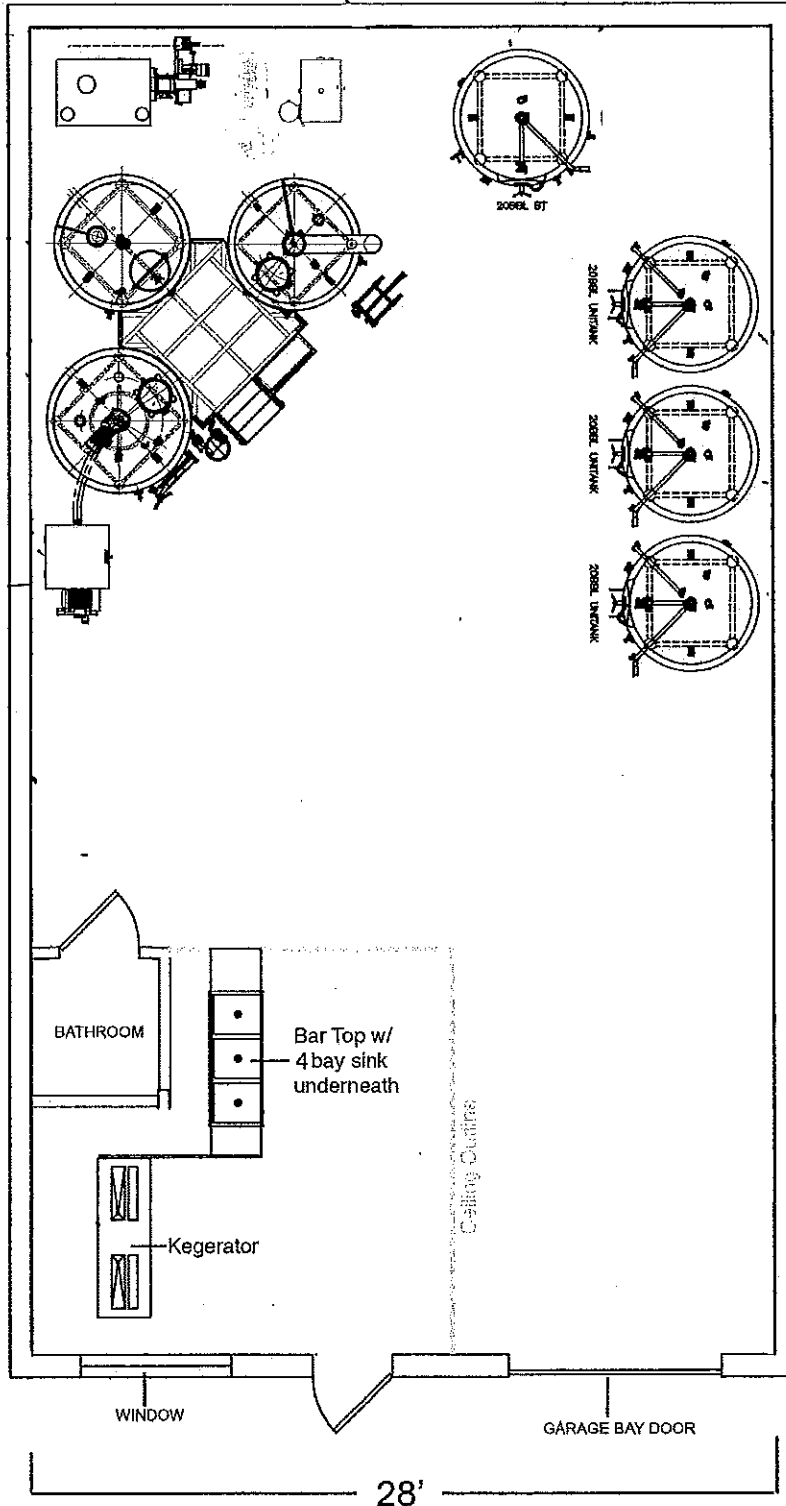 20BBL BT
20BBL UNITANK
20BBL UNITANK
20BBL UNITANK
BATHROOM
Bar Top w/
4 bay sink
underneath
Ceiling Outline
Kegerator
WINDOW
GARAGE BAY DOOR
28'